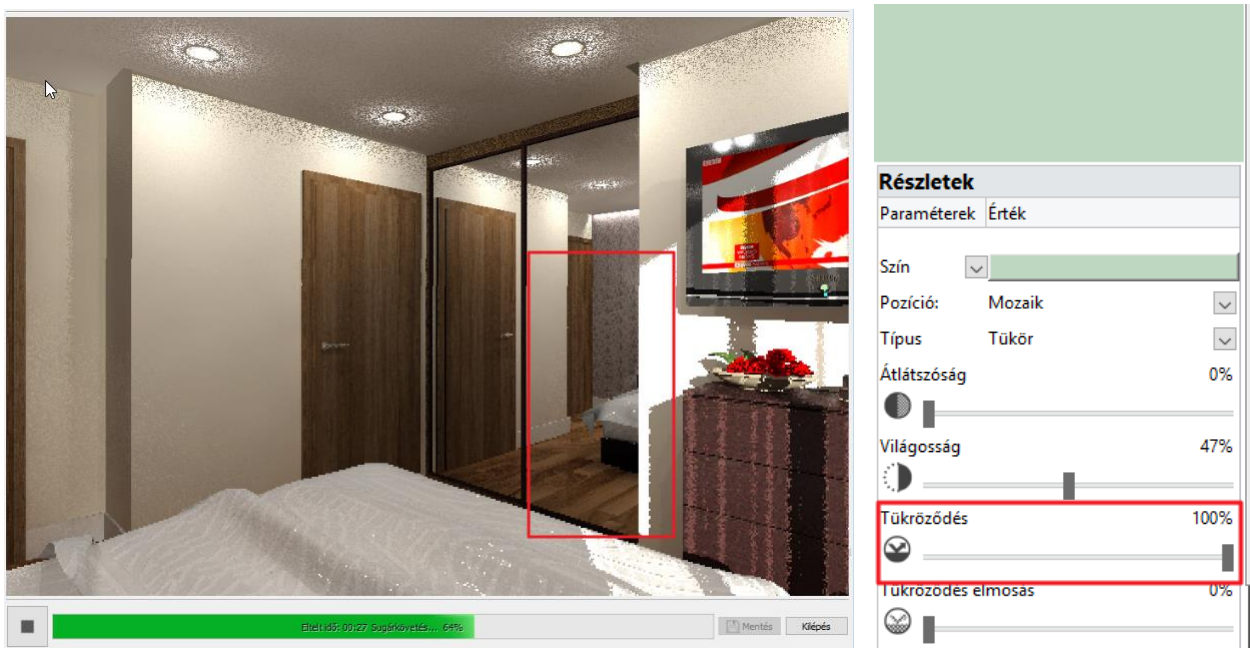 Eltelt idő: 00:27 Sugárkövetés... 64%
Mentés
Kilépés
Részletek
Paraméterek Érték
Szín
Pozíció: Mozaik
Típus Tükör
Átlátszóság 0%
Világosság 47%
Tükröződés 100%
Tükröződés elmosás 0%